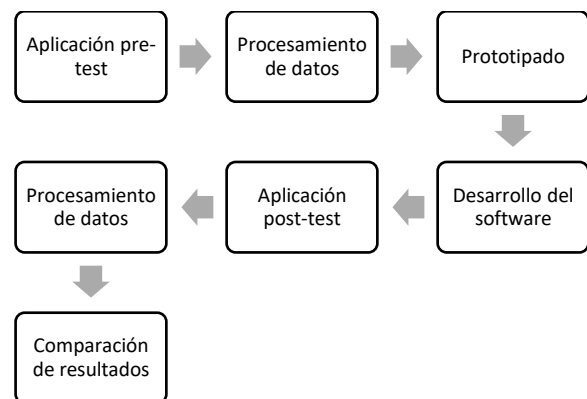 Aplicación pre-
test
Procesamiento
de datos
Prototipado
Desarrollo del
software
Aplicación
post-test
Procesamiento
de datos
Comparación
de resultados